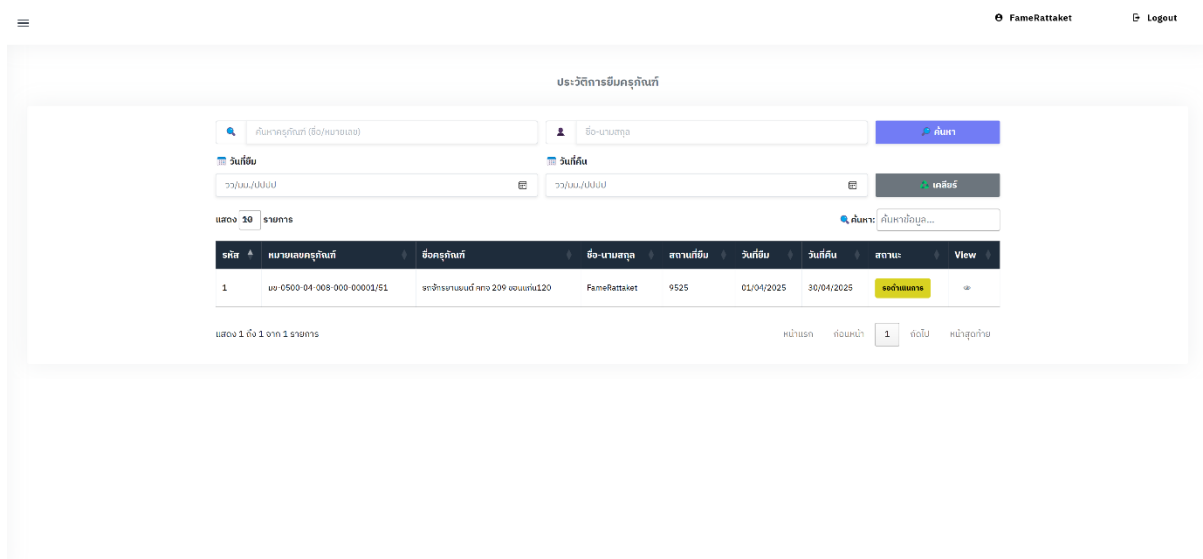 FameRattaket Logout
ประวัติการยืมครุภัณฑ์
ค้นหาครุภัณฑ์ (ชื่อ/หมายเลข) ชื่อ-นามสกุล ค้นหา
วันที่ยืม วันที่คืน
วว/ดด/ปปปป วว/ดด/ปปปป เคลียร์
แสดง 10 รายการ ค้นหา: ค้นหาข้อมูล...
รหัส หมายเลขครุภัณฑ์ ชื่อครุภัณฑ์ ชื่อ-นามสกุล สถานที่ยืม วันที่ยืม วันที่คืน สถานะ View
1 มข-0500-04-008-000-00001/51 รถจักรยานยนต์ คกจ 209 ขอนแก่น120 FameRattaket 9525 01/04/2025 30/04/2025 รอดำเนินการ
แสดง 1 ถึง 1 จาก 1 รายการ หน้าแรก ก่อนหน้า 1 ถัดไป หน้าสุดท้าย